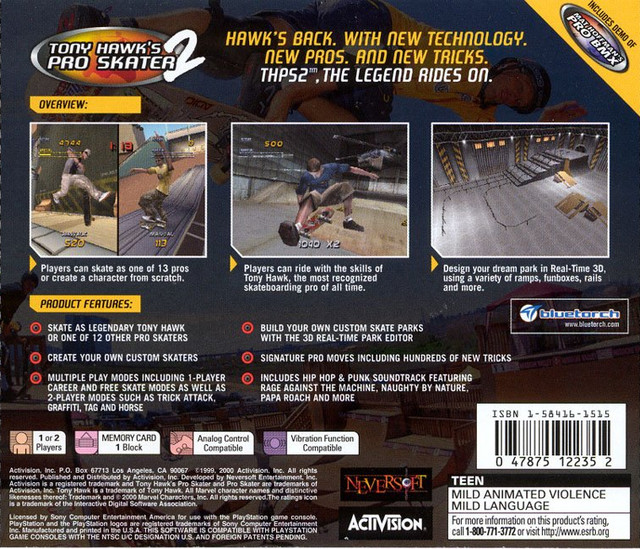 TONY HAWK'S
PRO SKATER 2
HAWK'S BACK. WITH NEW TECHNOLOGY.
NEW PROS. AND NEW TRICKS.
THPS2™, THE LEGEND RIDES ON.
INCLUDES DEMO OF
MAT HOFFMAN'S
PRO BMX
OVERVIEW:
4744
1:19
520
113
500
1040 X2
Players can skate as one of 13 pros
or create a character from scratch.
Players can ride with the skills of
Tony Hawk, the most recognized
skateboarding pro of all time.
Design your dream park in Real-Time 3D,
using a variety of ramps, funboxes, rails
and more.
PRODUCT FEATURES:
SKATE AS LEGENDARY TONY HAWK
OR ONE OF 12 OTHER PRO SKATERS
CREATE YOUR OWN CUSTOM SKATERS
MULTIPLE PLAY MODES INCLUDING 1-PLAYER
CAREER AND FREE SKATE MODES AS WELL AS
2-PLAYER MODES SUCH AS TRICK ATTACK,
GRAFFITI, TAG AND HORSE
BUILD YOUR OWN CUSTOM SKATE PARKS
WITH THE 3D REAL-TIME PARK EDITOR
SIGNATURE PRO MOVES INCLUDING HUNDREDS OF NEW TRICKS
INCLUDES HIP HOP & PUNK SOUNDTRACK FEATURING
RAGE AGAINST THE MACHINE, NAUGHTY BY NATURE,
PAPA ROACH AND MORE
bluetorch
www.bluetorch.com
1 or 2
Players
MEMORY CARD
1 Block
Analog Control
Compatible
Vibration Function
Compatible
ISBN 1-58416-1515
0 47875 12235 2
Activision, Inc. P.O. Box 67713 Los Angeles, CA. 90067 ©1999, 2000 Activision, Inc. All rights
reserved. Published and Distributed by Activision, Inc. Developed by Neversoft Entertainment, Inc.
Activision is a registered trademark and Tony Hawk's Pro Skater and Pro Skater are trademarks of
Activision, Inc. Tony Hawk is a trademark of Tony Hawk. All Marvel character names and distinctive
likenesses thereof: Trademark and © 2000 Marvel Characters, Inc. All rights reserved. The ratings icon
is a trademark of the Interactive Digital Software Association.
Licensed by Sony Computer Entertainment America for use with the PlayStation game console.
PlayStation and the PlayStation logos are registered trademarks of Sony Computer Entertainment
Inc. Manufactured and printed in the U.S.A. THIS SOFTWARE IS COMPATIBLE WITH PLAYSTATION
GAME CONSOLES WITH THE NTSC U/C DESIGNATION. U.S. AND FOREIGN PATENTS PENDING.
NEVERSOFT
ACTIVISION.
TEEN
MILD ANIMATED VIOLENCE
MILD LANGUAGE
For more information on this product's rating,
call 1-800-771-3772 or visit http://www.esrb.org